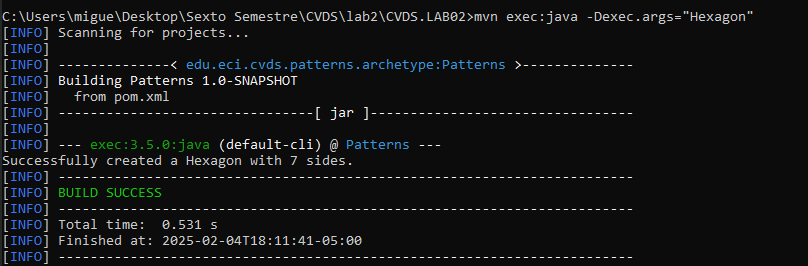 C:\Users\migue\Desktop\Sexto Semestre\CVDS\lab2\CVDS.LAB02>mvn exec:java -Dexec.args="Hexagon"
[INFO] Scanning for projects...
[INFO]
[INFO] --------------< edu.eci.cvds.patterns.archetype:Patterns >--------------
[INFO] Building Patterns 1.0-SNAPSHOT
[INFO]   from pom.xml
[INFO] --------------------------------[ jar ]---------------------------------
[INFO]
[INFO] --- exec:3.5.0:java (default-cli) @ Patterns ---
Successfully created a Hexagon with 7 sides.
[INFO] ------------------------------------------------------------------------
[INFO] BUILD SUCCESS
[INFO] ------------------------------------------------------------------------
[INFO] Total time:  0.531 s
[INFO] Finished at: 2025-02-04T18:11:41-05:00
[INFO] ------------------------------------------------------------------------